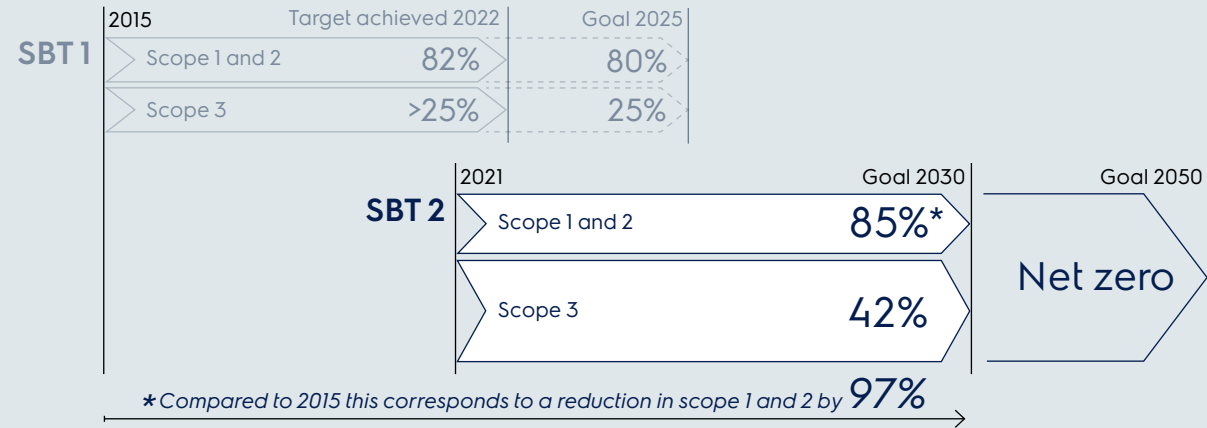 2015 Target achieved 2022 Goal 2025
SBT 1
Scope 1 and 2 82% 80%
Scope 3 >25% 25%
2021 Goal 2030 Goal 2050
SBT 2
Scope 1 and 2 85%*
Net zero
Scope 3 42%
*Compared to 2015 this corresponds to a reduction in scope 1 and 2 by 97%